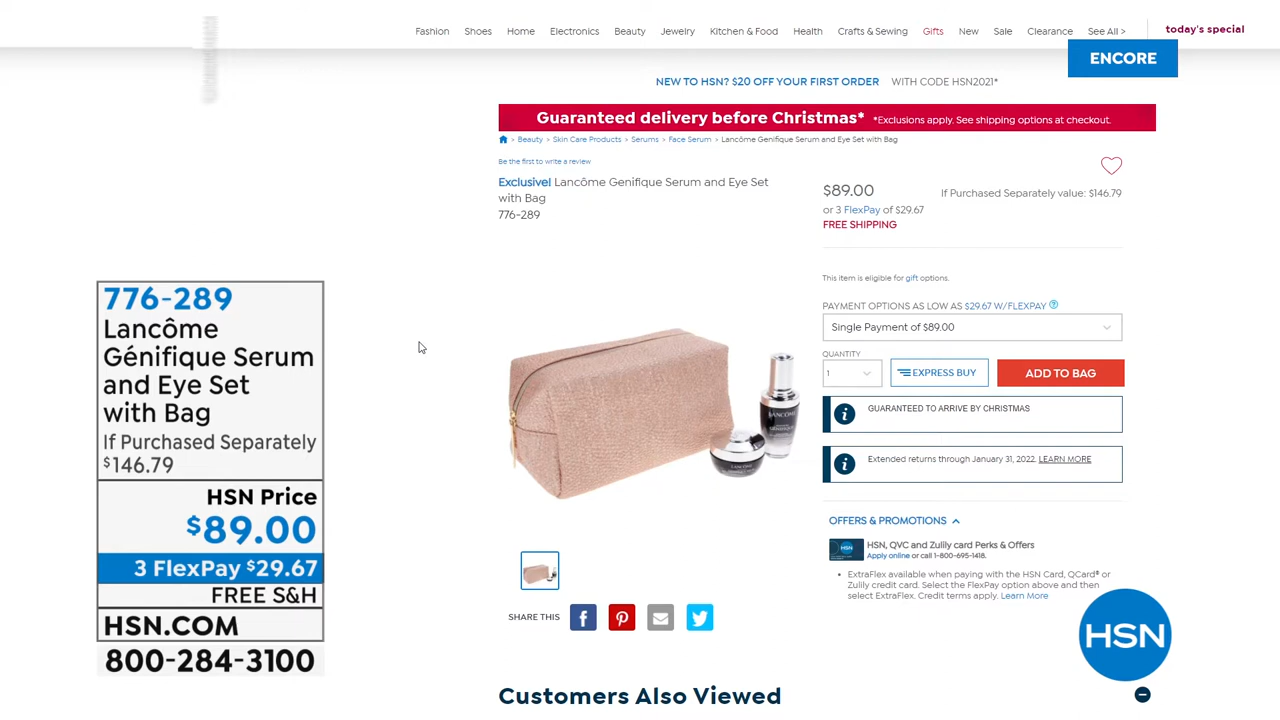 Fashion Shoes Home Electronics Beauty Jewelry Kitchen & Food Health Crafts & Sewing Gifts New Sale Clearance See All > today's special
ENCORE
NEW TO HSN? $20 OFF YOUR FIRST ORDER WITH CODE HSN2021*
Guaranteed delivery before Christmas* *Exclusions apply. See shipping options at checkout.
> Beauty > Skin Care Products > Serums > Face Serum > Lancôme Genifique Serum and Eye Set with Bag
Be the first to write a review
Exclusive! Lancôme Genifique Serum and Eye Set
with Bag
776-289
$89.00 If Purchased Separately value: $146.79
or 3 FlexPay of $29.67
FREE SHIPPING
This item is eligible for gift options.
PAYMENT OPTIONS AS LOW AS $29.67 W/FLEXPAY ?
Single Payment of $89.00
QUANTITY
1 EXPRESS BUY ADD TO BAG
i GUARANTEED TO ARRIVE BY CHRISTMAS
i Extended returns through January 31, 2022. LEARN MORE
OFFERS & PROMOTIONS
HSN, QVC and Zulily card Perks & Offers
Apply online or call 1-800-695-1418.
• ExtraFlex available when paying with the HSN Card, QCard® or
Zulily credit card. Select the FlexPay option above and then
select ExtraFlex. Credit terms apply. Learn More
LANCÔME
LANCÔME
SHARE THIS
Customers Also Viewed
776-289
Lancôme
Génifique Serum
and Eye Set
with Bag
If Purchased Separately
$146.79
HSN Price
$89.00
3 FlexPay $29.67
FREE S&H
HSN.COM
800-284-3100
HSN